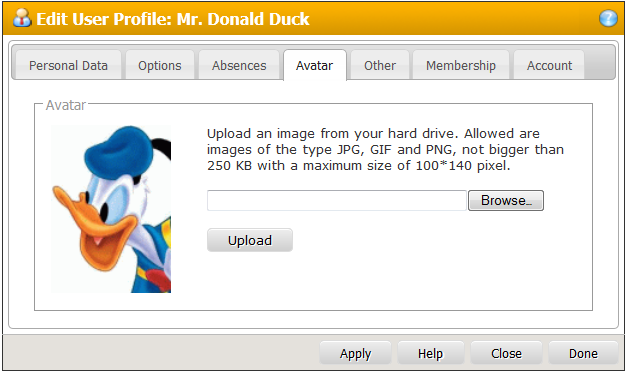 Edit User Profile: Mr. Donald Duck
?
Personal Data Options Absences Avatar Other Membership Account
Avatar
Upload an image from your hard drive. Allowed are
images of the type JPG, GIF and PNG, not bigger than
250 KB with a maximum size of 100*140 pixel.
Browse...
Upload
Apply Help Close Done